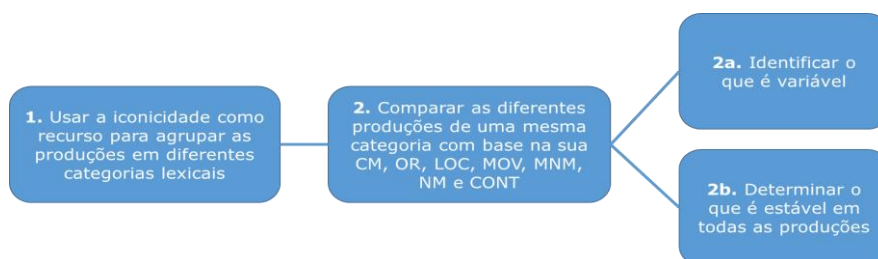 1. Usar a iconicidade como
recurso para agrupar as
produções em diferentes
categorias lexicais
2. Comparar as diferentes
produções de uma mesma
categoria com base na sua
CM, OR, LOC, MOV, MNM,
NM e CONT
2a. Identificar o
que é variável
2b. Determinar o
que é estável em
todas as produções